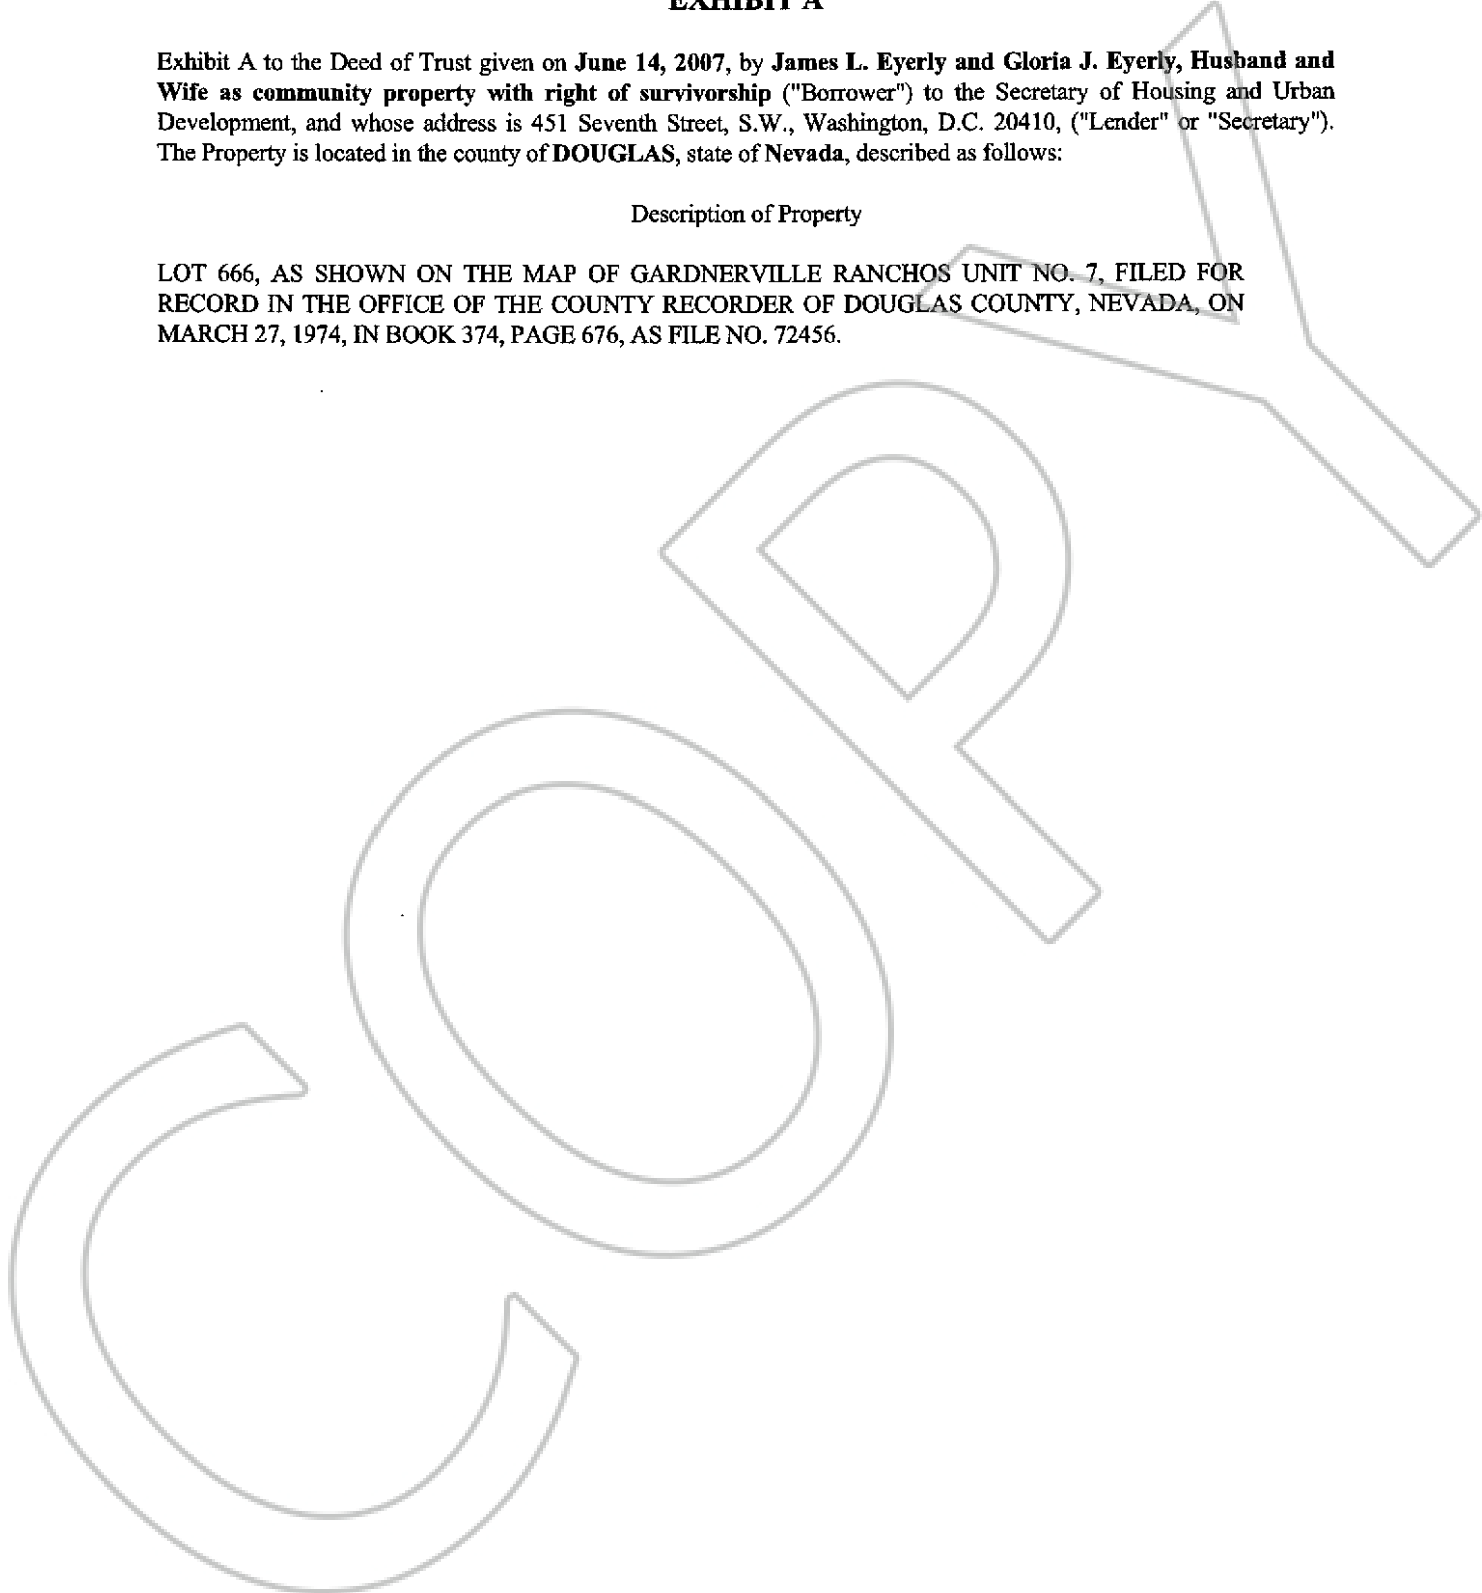 EXHIBIT A
Exhibit A to the Deed of Trust given on June 14, 2007, by James L. Eyerly and Gloria J. Eyerly, Husband and
Wife as community property with right of survivorship ("Borrower") to the Secretary of Housing and Urban
Development, and whose address is 451 Seventh Street, S.W., Washington, D.C. 20410, ("Lender" or "Secretary").
The Property is located in the county of DOUGLAS, state of Nevada, described as follows:
Description of Property
LOT 666, AS SHOWN ON THE MAP OF GARDNERVILLE RANCHOS UNIT NO. 7, FILED FOR
RECORD IN THE OFFICE OF THE COUNTY RECORDER OF DOUGLAS COUNTY, NEVADA, ON
MARCH 27, 1974, IN BOOK 374, PAGE 676, AS FILE NO. 72456.
COPY